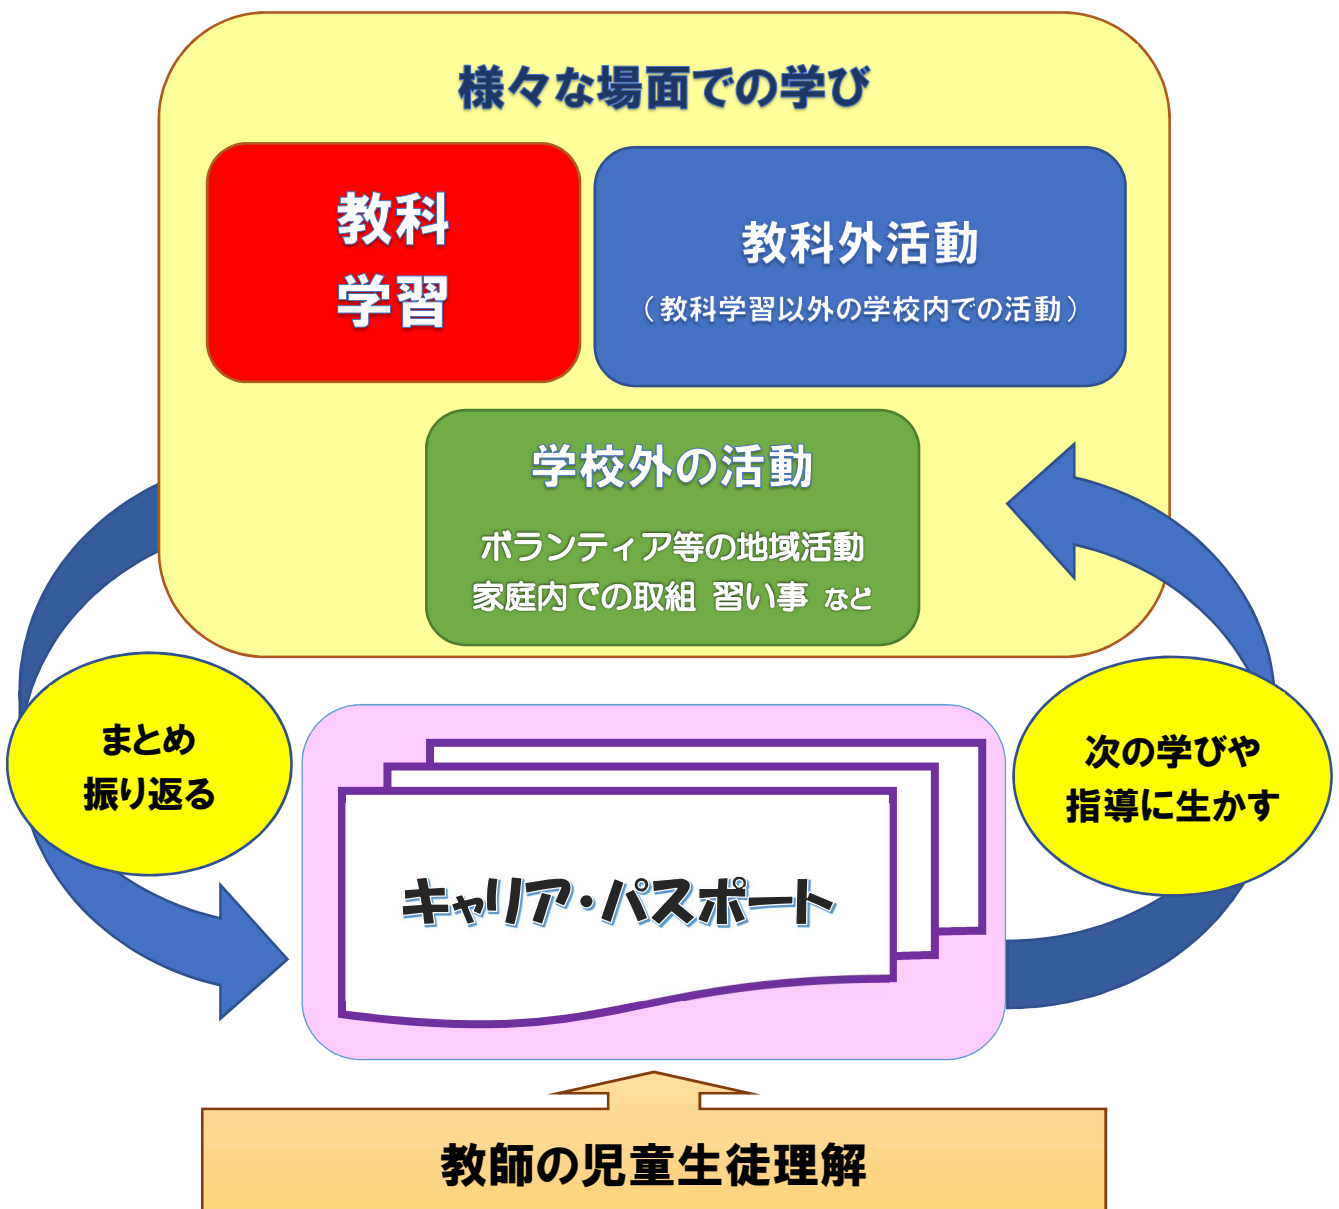 様々な場面での学び
教科
学習
教科外活動
（教科学習以外の学校内での活動）
学校外の活動
ボランティア等の地域活動
家庭内での取組 習い事 など
まとめ
振り返る
次の学びや
指導に生かす
キャリア・パスポート
教師の児童生徒理解